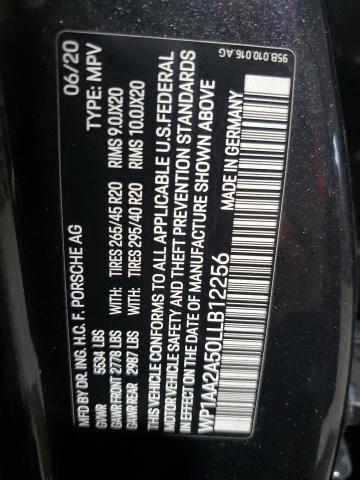 95B.010.016.AG
06/20
TYPE: MPV
MFD BY DR. ING. H.C. F. PORSCHE AG
GVWR 5534 LBS WITH: TIRES 265/45 R20 RIMS 9.0JX20
GAWR FRONT 2778 LBS
GAWR REAR 2987 LBS WITH: TIRES 295/40 R20 RIMS 10.0JX20
THIS VEHICLE CONFORMS TO ALL APPLICABLE U.S. FEDERAL
MOTOR VEHICLE SAFETY AND THEFT PREVENTION STANDARDS
IN EFFECT ON THE DATE OF MANUFACTURE SHOWN ABOVE
WP1AA2A50LLB12256
MADE IN GERMANY